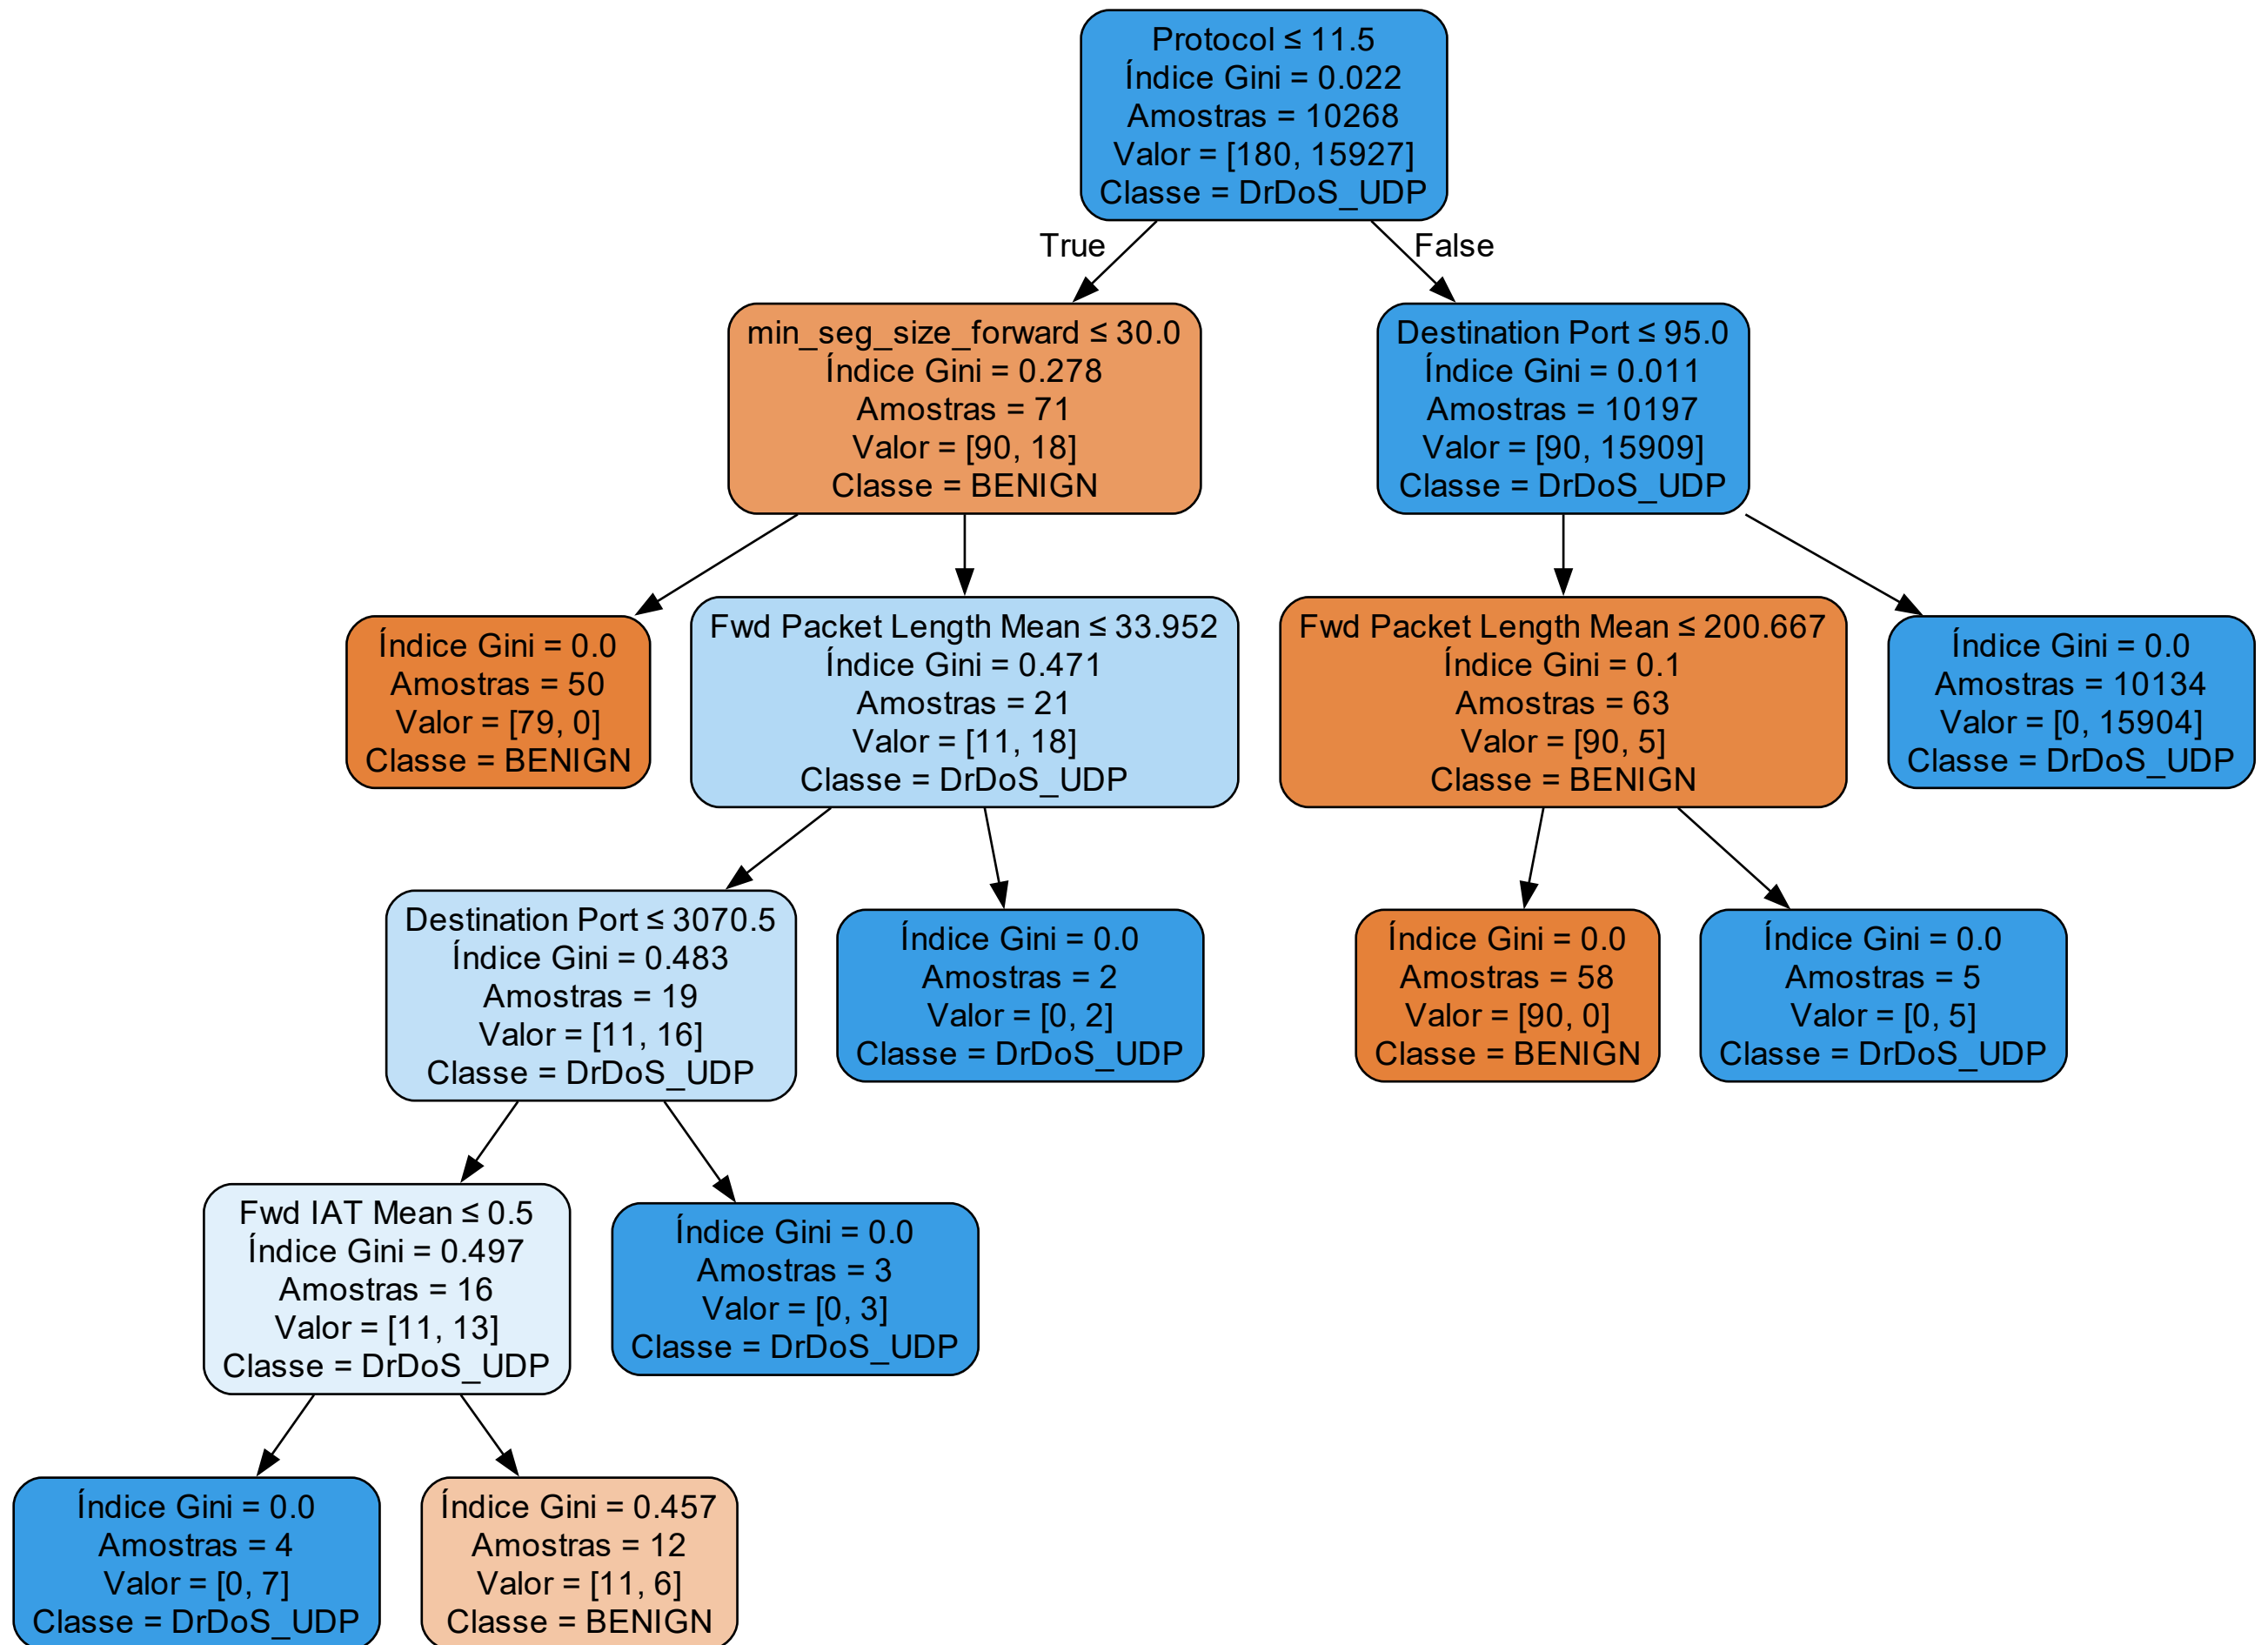 Protocol ≤ 11.5
Índice Gini = 0.022
Amostras = 10268
Valor = [180, 15927]
Classe = DrDoS_UDP
True
False
min_seg_size_forward ≤ 30.0
Índice Gini = 0.278
Amostras = 71
Valor = [90, 18]
Classe = BENIGN
Destination Port ≤ 95.0
Índice Gini = 0.011
Amostras = 10197
Valor = [90, 15909]
Classe = DrDoS_UDP
Índice Gini = 0.0
Amostras = 50
Valor = [79, 0]
Classe = BENIGN
Fwd Packet Length Mean ≤ 33.952
Índice Gini = 0.471
Amostras = 21
Valor = [11, 18]
Classe = DrDoS_UDP
Fwd Packet Length Mean ≤ 200.667
Índice Gini = 0.1
Amostras = 63
Valor = [90, 5]
Classe = BENIGN
Índice Gini = 0.0
Amostras = 10134
Valor = [0, 15904]
Classe = DrDoS_UDP
Destination Port ≤ 3070.5
Índice Gini = 0.483
Amostras = 19
Valor = [11, 16]
Classe = DrDoS_UDP
Índice Gini = 0.0
Amostras = 2
Valor = [0, 2]
Classe = DrDoS_UDP
Índice Gini = 0.0
Amostras = 58
Valor = [90, 0]
Classe = BENIGN
Índice Gini = 0.0
Amostras = 5
Valor = [0, 5]
Classe = DrDoS_UDP
Fwd IAT Mean ≤ 0.5
Índice Gini = 0.497
Amostras = 16
Valor = [11, 13]
Classe = DrDoS_UDP
Índice Gini = 0.0
Amostras = 3
Valor = [0, 3]
Classe = DrDoS_UDP
Índice Gini = 0.0
Amostras = 4
Valor = [0, 7]
Classe = DrDoS_UDP
Índice Gini = 0.457
Amostras = 12
Valor = [11, 6]
Classe = BENIGN